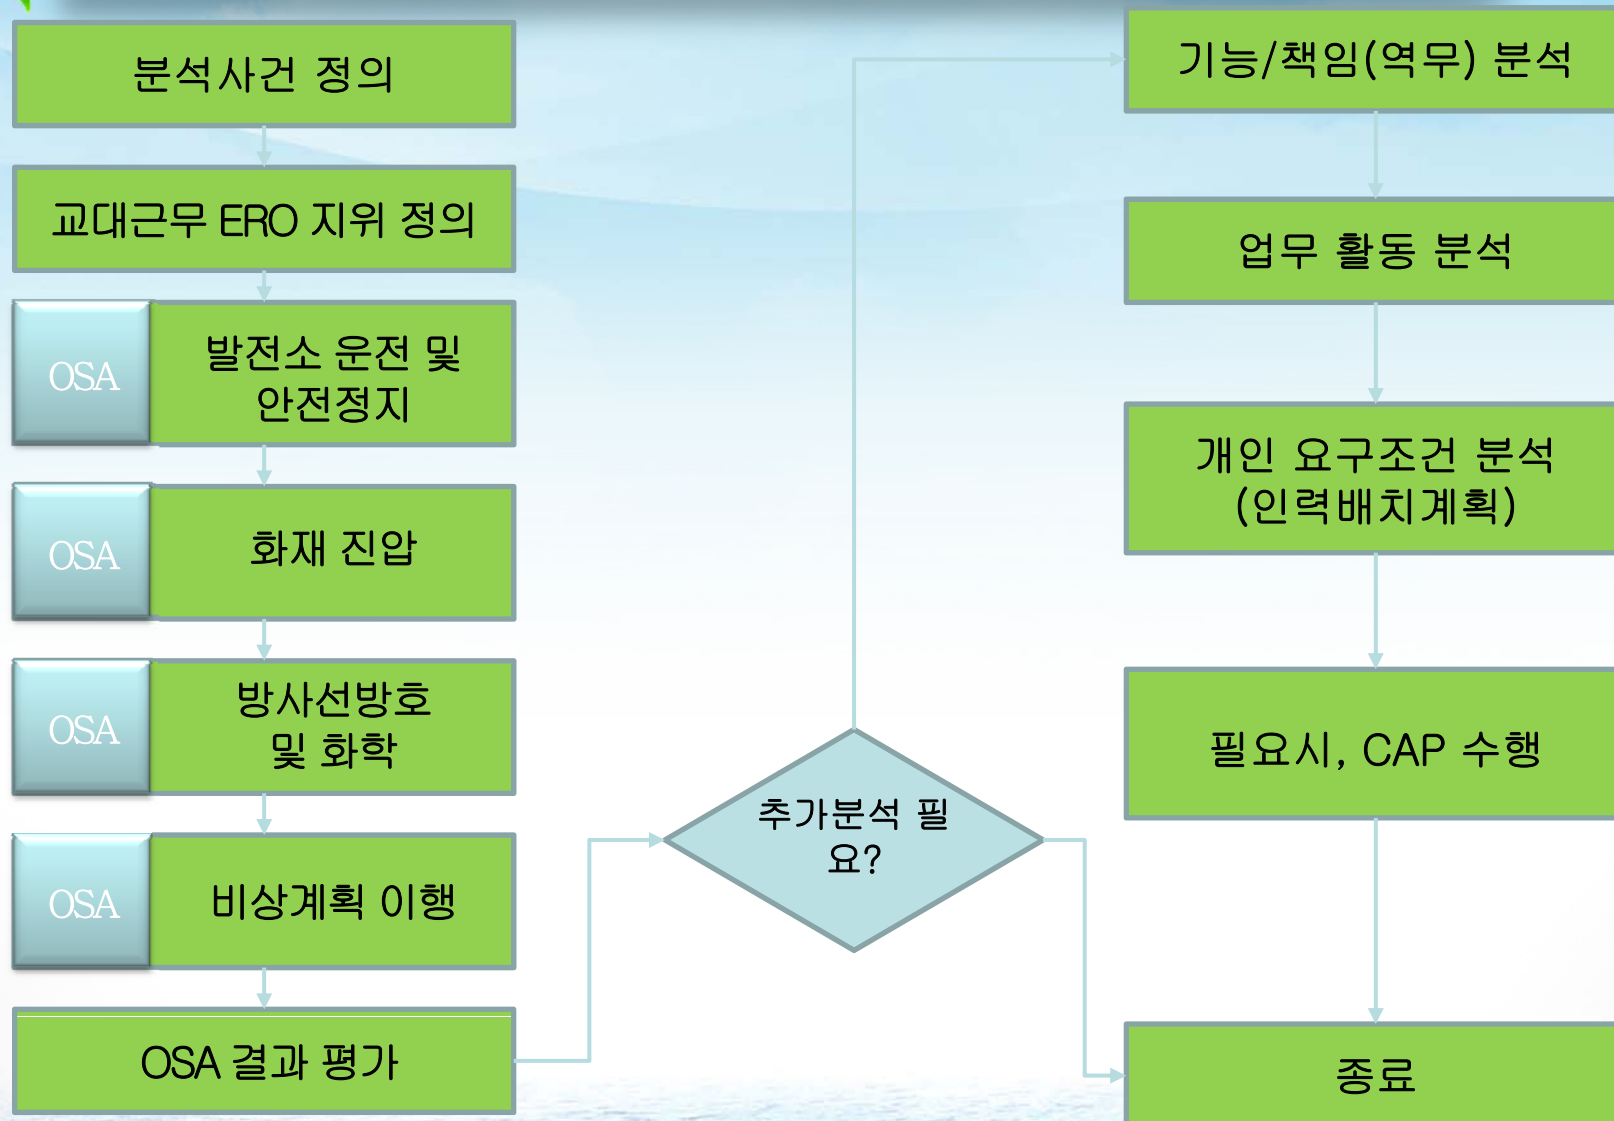 분석사건 정의
교대근무 ERO 지위 정의
OSA
발전소 운전 및
안전정지
OSA
화재 진압
OSA
방사선방호
및 화학
OSA
비상계획 이행
OSA 결과 평가
추가분석 필
요?
기능/책임(역무) 분석
업무 활동 분석
개인 요구조건 분석
(인력배치계획)
필요시, CAP 수행
종료